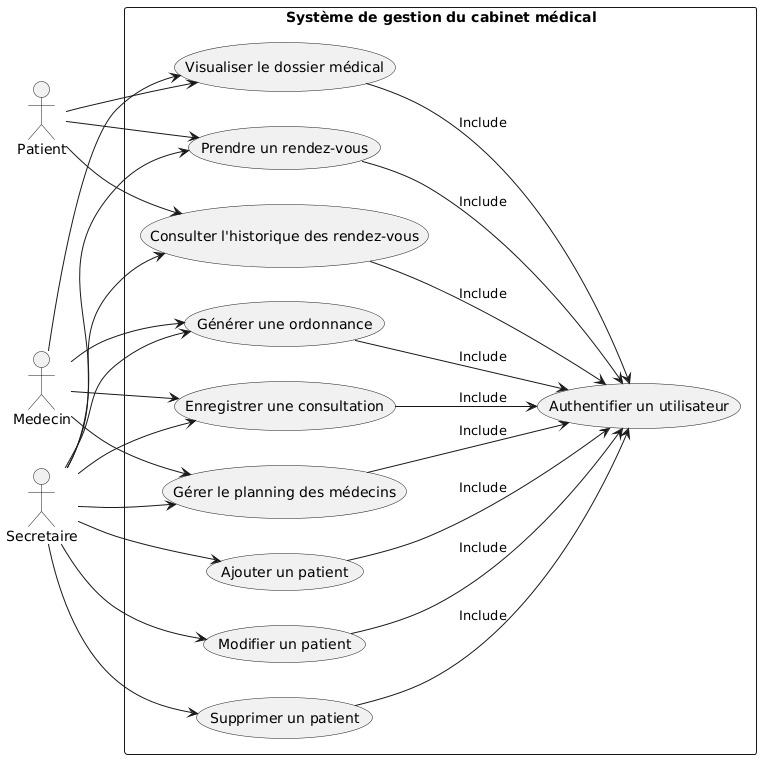 Système de gestion du cabinet médical
Visualiser le dossier médical
Include
Patient
Prendre un rendez-vous
Include
Consulter l'historique des rendez-vous
Include
Générer une ordonnance
Include
Medecin
Enregistrer une consultation
Include
Authentifier un utilisateur
Include
Gérer le planning des médecins
Include
Secretaire
Ajouter un patient
Include
Modifier un patient
Include
Supprimer un patient